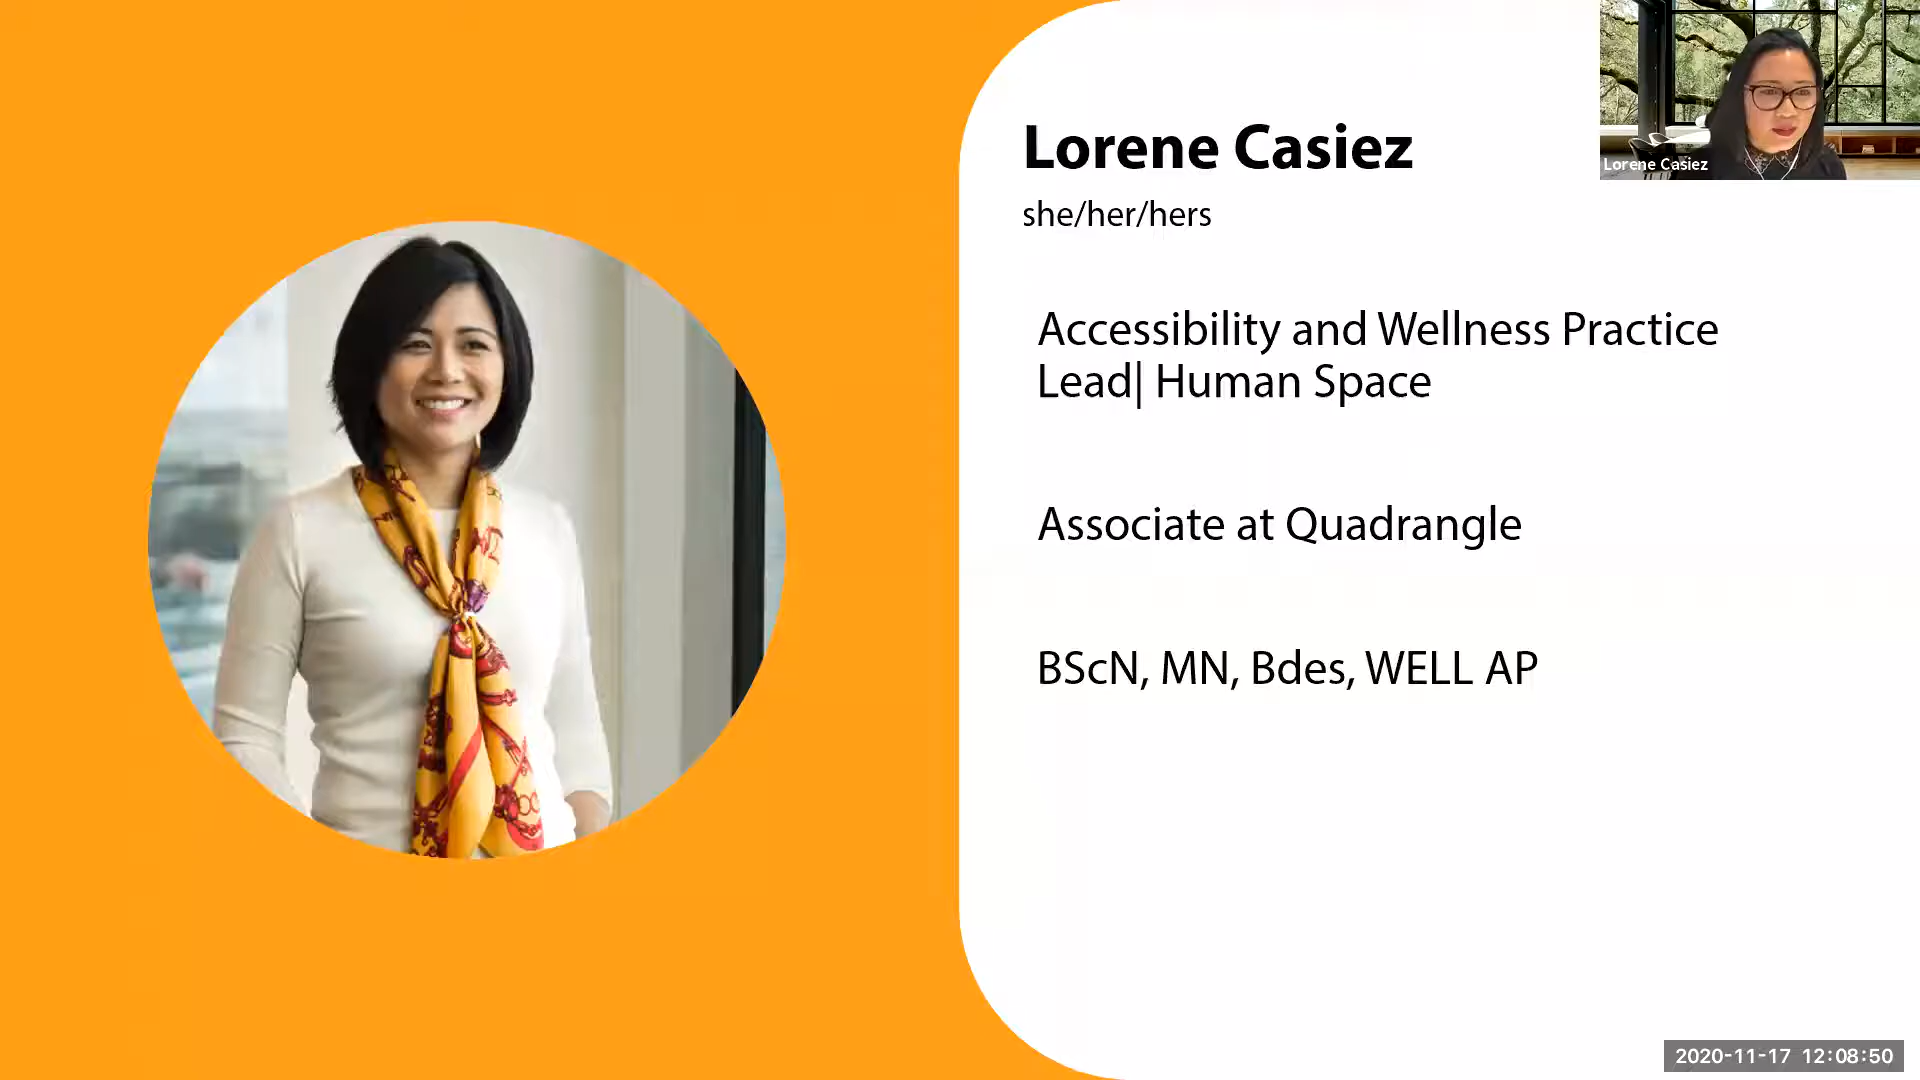 Lorene Casiez
she/her/hers
Accessibility and Wellness Practice
Lead| Human Space
Associate at Quadrangle
BScN, MN, Bdes, WELL AP
Lorene Casiez
2020-11-17 12:08:50